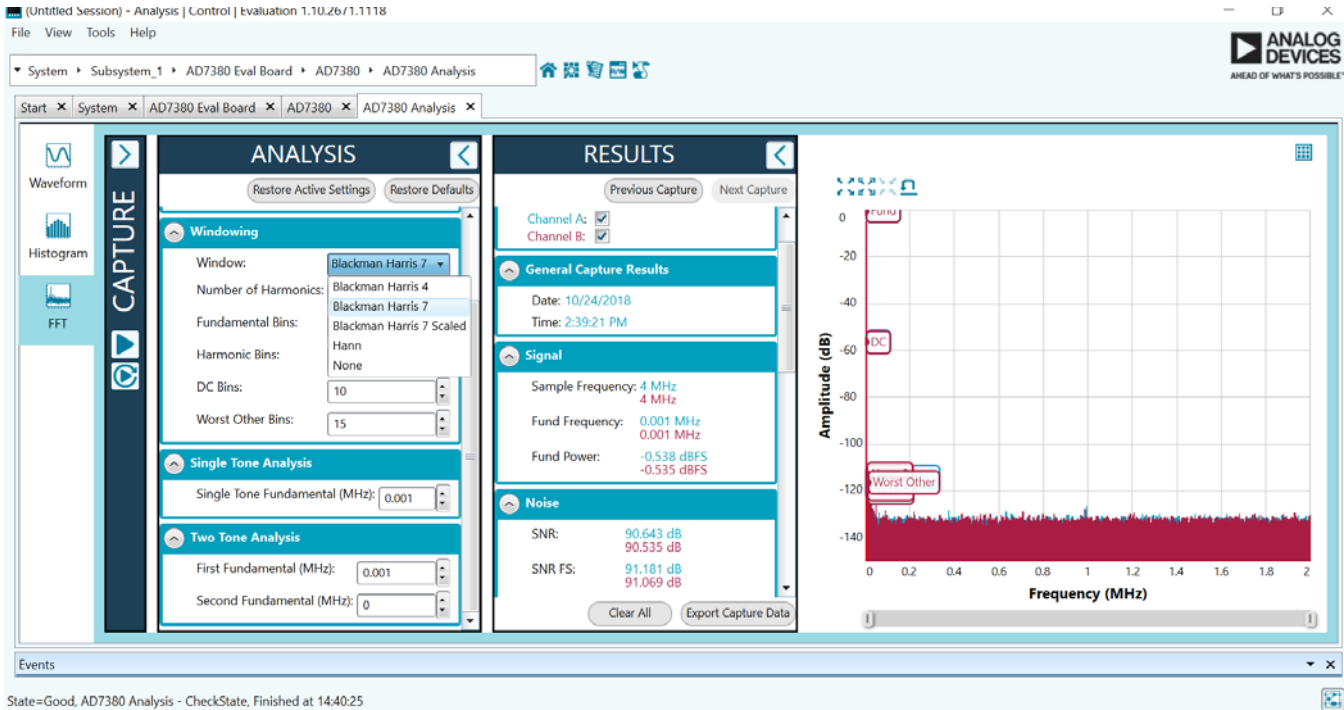 (Untitled Session) - Analysis | Control | Evaluation 1.10.2671.1118
File View Tools Help
ANALOG
DEVICES
AHEAD OF WHAT'S POSSIBLE™
System Subsystem_1 AD7380 Eval Board AD7380 AD7380 Analysis
Start System AD7380 Eval Board AD7380 AD7380 Analysis
Waveform
Histogram
FFT
CAPTURE
ANALYSIS
Restore Active Settings Restore Defaults
Windowing
Window: Blackman Harris 7
Number of Harmonics: Blackman Harris 4
Blackman Harris 7
Fundamental Bins: Blackman Harris 7 Scaled
Hann
Harmonic Bins:
None
DC Bins: 10
Worst Other Bins: 15
Single Tone Analysis
Single Tone Fundamental (MHz): 0.001
Two Tone Analysis
First Fundamental (MHz): 0.001
Second Fundamental (MHz): 0
RESULTS
Previous Capture Next Capture
Channel A:
Channel B:
General Capture Results
Date: 10/24/2018
Time: 2:39:21 PM
Signal
Sample Frequency: 4 MHz
4 MHz
Fund Frequency: 0.001 MHz
0.001 MHz
Fund Power: -0.538 dBFS
-0.535 dBFS
Noise
SNR: 90.643 dB
90.535 dB
SNR FS: 91.181 dB
91.069 dB
Clear All Export Capture Data
Amplitude (dB)
0
-20
-40
-60
-80
-100
-120
-140
Fund
DC
Worst Other
0 0.2 0.4 0.6 0.8 1 1.2 1.4 1.6 1.8 2
Frequency (MHz)
Events
State=Good, AD7380 Analysis - CheckState, Finished at 14:40:25